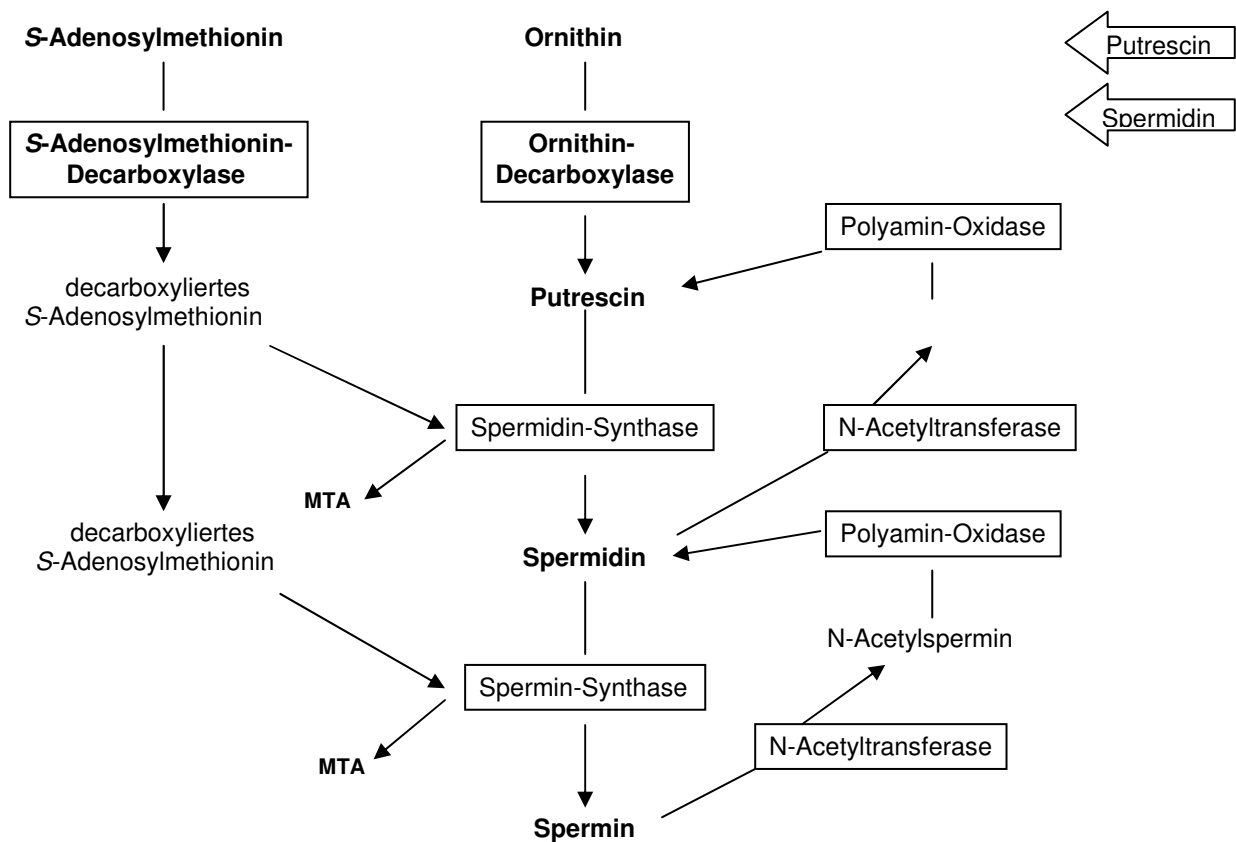 S-Adenosylmethionin
Ornithin
Putrescin
Spermidin
S-Adenosylmethionin-
Decarboxylase
Ornithin-
Decarboxylase
Polyamin-Oxidase
decarboxyliertes
S-Adenosylmethionin
Putrescin
Spermidin-Synthase
N-Acetyltransferase
MTA
decarboxyliertes
S-Adenosylmethionin
Polyamin-Oxidase
Spermidin
N-Acetylspermin
Spermin-Synthase
N-Acetyltransferase
MTA
Spermin